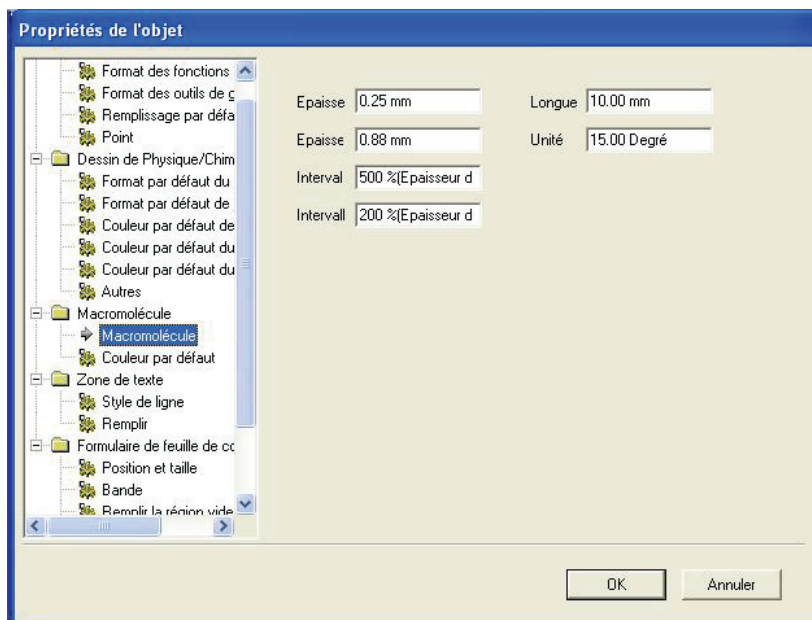 Propriétés de l'objet
Format des fonctions
Format des outils de g
Remplissage par défa
Point
Dessin de Physique/Chim
Format par défaut du
Format par défaut de
Couleur par défaut de
Couleur par défaut du
Couleur par défaut du
Autres
Macromolécule
Macromolécule
Couleur par défaut
Zone de texte
Style de ligne
Remplir
Formulaire de feuille de cc
Position et taille
Bande
Remplir la région vide
Epaisse 0.25 mm Longue 10.00 mm
Epaisse 0.88 mm Unité 15.00 Degré
Interval 500 %(Epaisseur d
Intervall 200 %(Epaisseur d
OK Annuler